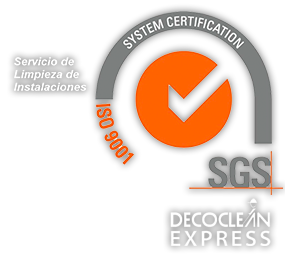 SYSTEM CERTIFICATION
Servicio de
Limpieza de
Instalaciones
ISO 9001
SGS
DECOCLEAN
EXPRESS